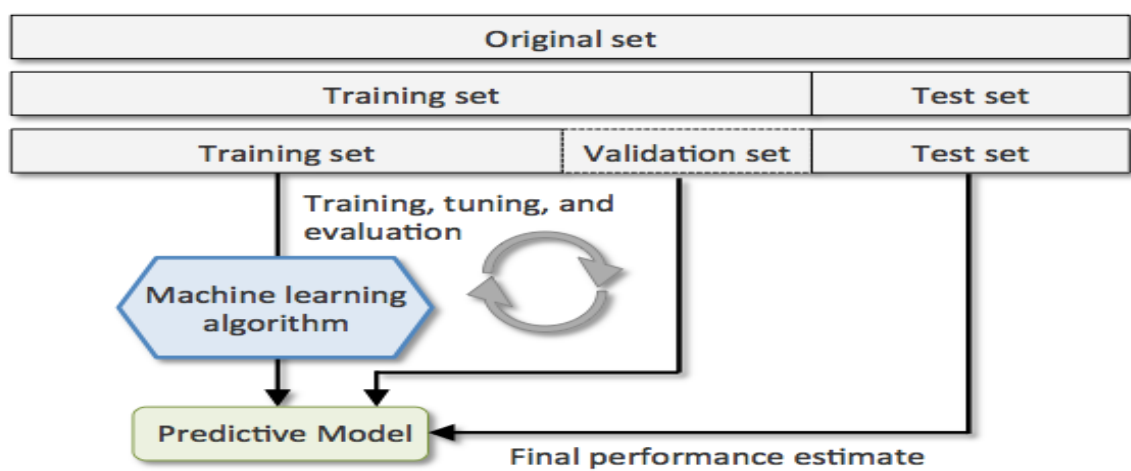 Original set
Training set
Test set
Training set
Validation set
Test set
Training, tuning, and
evaluation
Machine learning
algorithm
Predictive Model
Final performance estimate